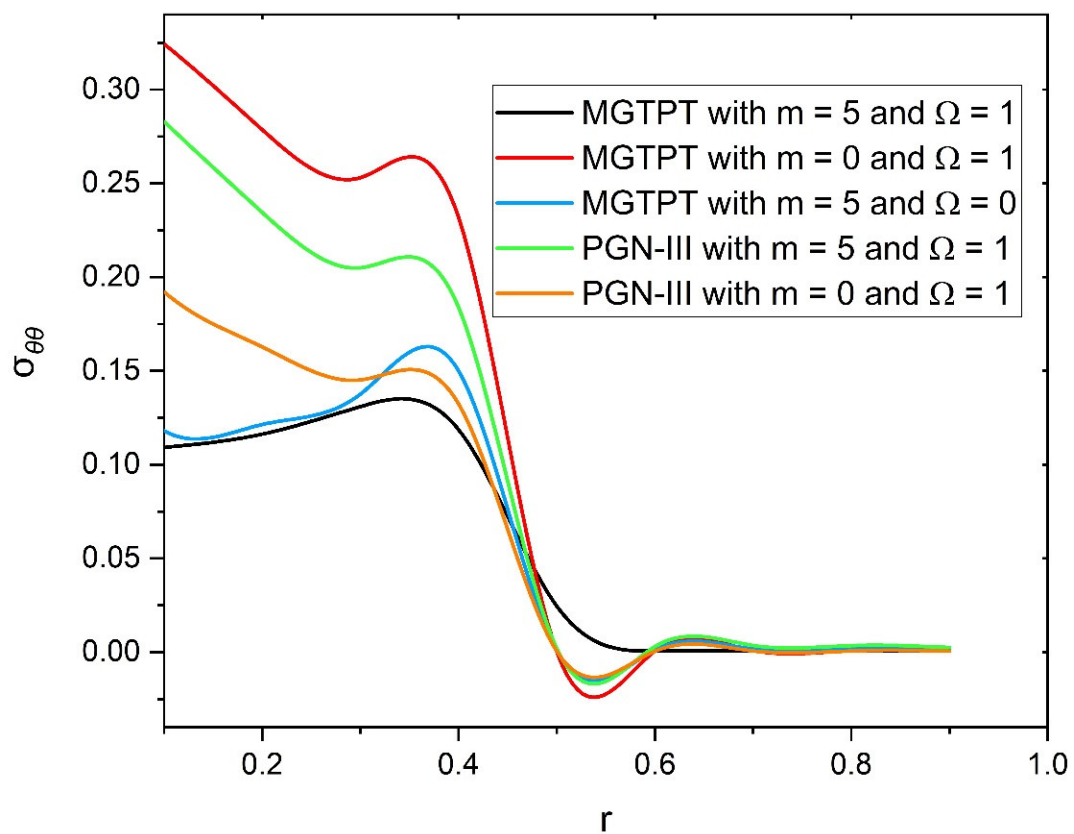 0.30
0.25
0.20
0.15
0.10
0.05
0.00
σθθ
MGTPT with m = 5 and Ω = 1
MGTPT with m = 0 and Ω = 1
MGTPT with m = 5 and Ω = 0
PGN-III with m = 5 and Ω = 1
PGN-III with m = 0 and Ω = 1
0.2 0.4 0.6 0.8 1.0
r